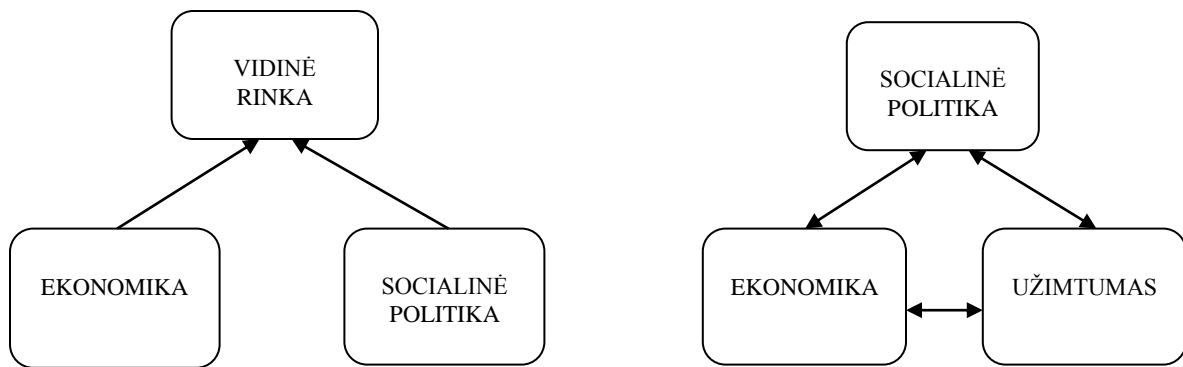 VIDINĖ
RINKA
EKONOMIKA
SOCIALINĖ
POLITIKA
SOCIALINĖ
POLITIKA
EKONOMIKA
UŽIMTUMAS